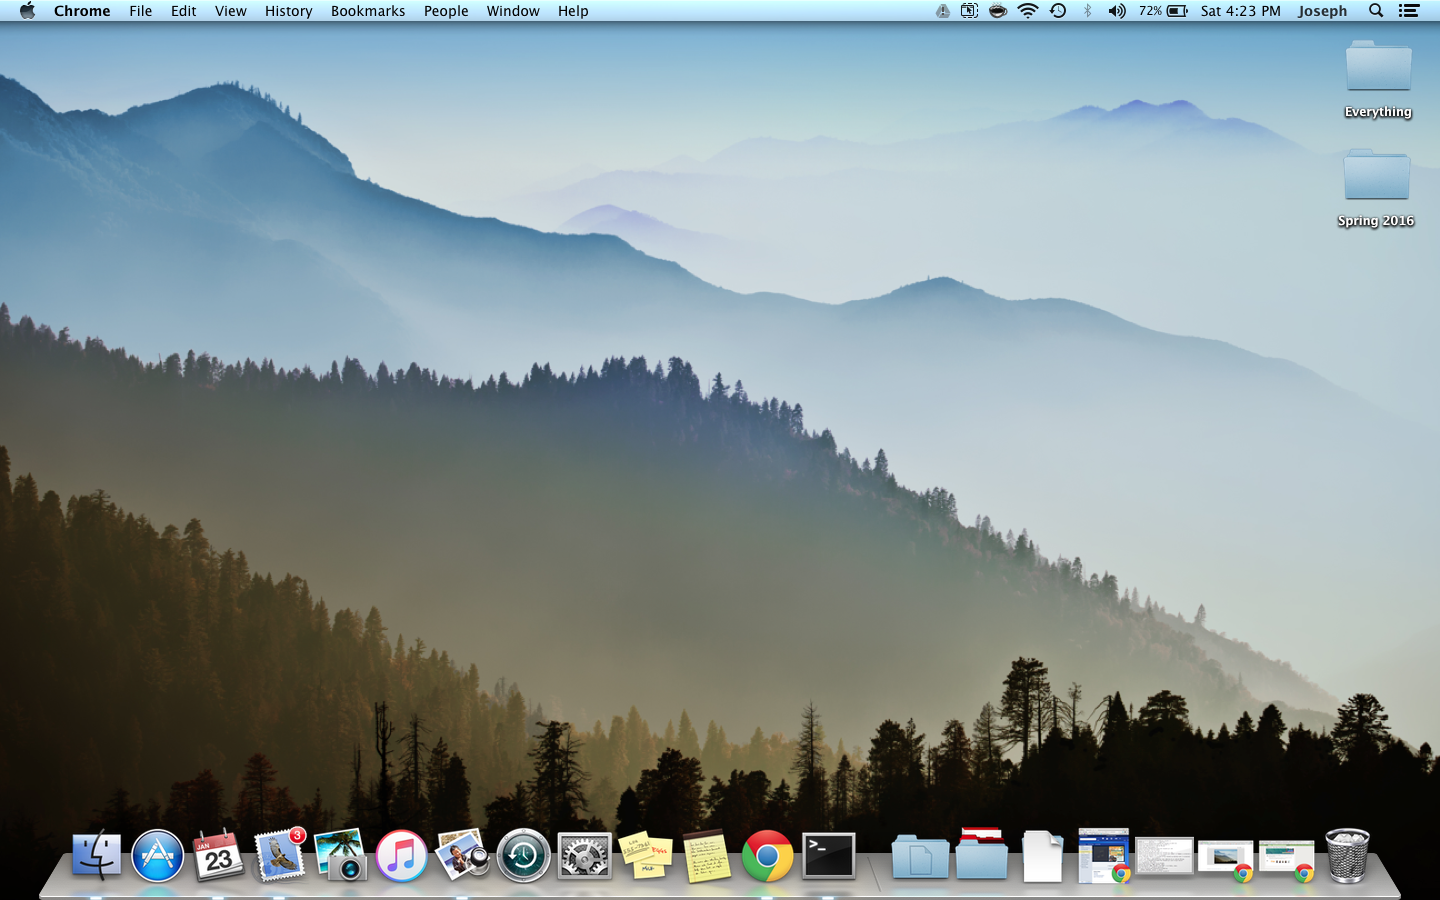 Chrome File Edit View History Bookmarks People Window Help 72% Sat 4:23 PM Joseph
Everything
Spring 2016
3
JAN
23
>_